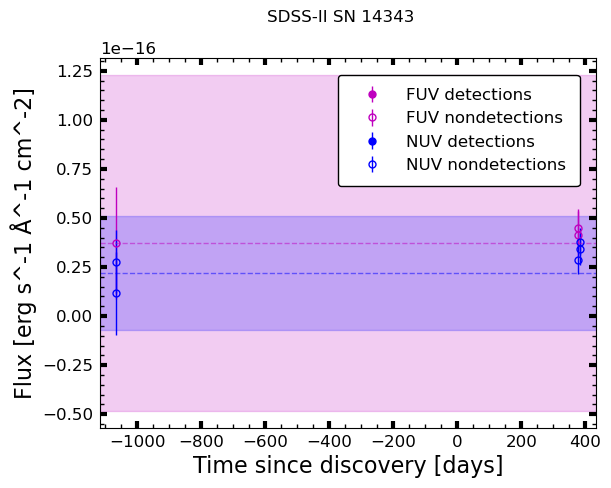 SDSS-II SN 14343
1e−16
FUV detections
FUV nondetections
NUV detections
NUV nondetections
1.25
1.00
0.75
0.50
0.25
0.00
−0.25
−0.50
Flux [erg s^-1 Å^-1 cm^-2]
−1000 −800 −600 −400 −200 0 200 400
Time since discovery [days]